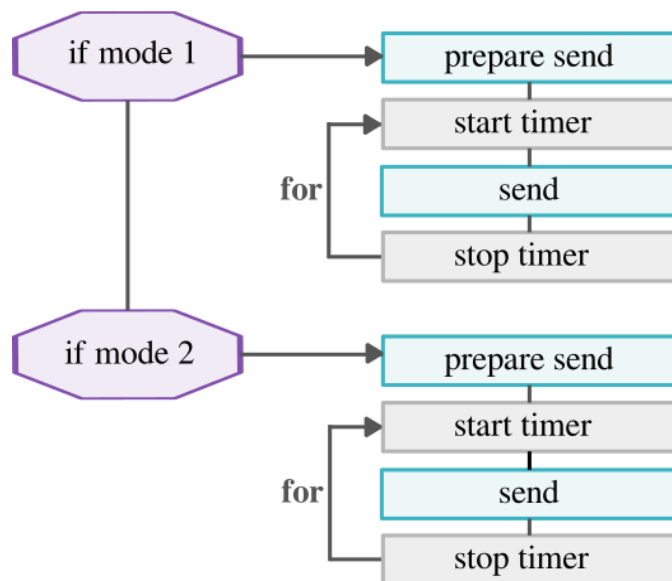 if mode 1
prepare send
start timer
for
send
stop timer
if mode 2
prepare send
start timer
for
send
stop timer